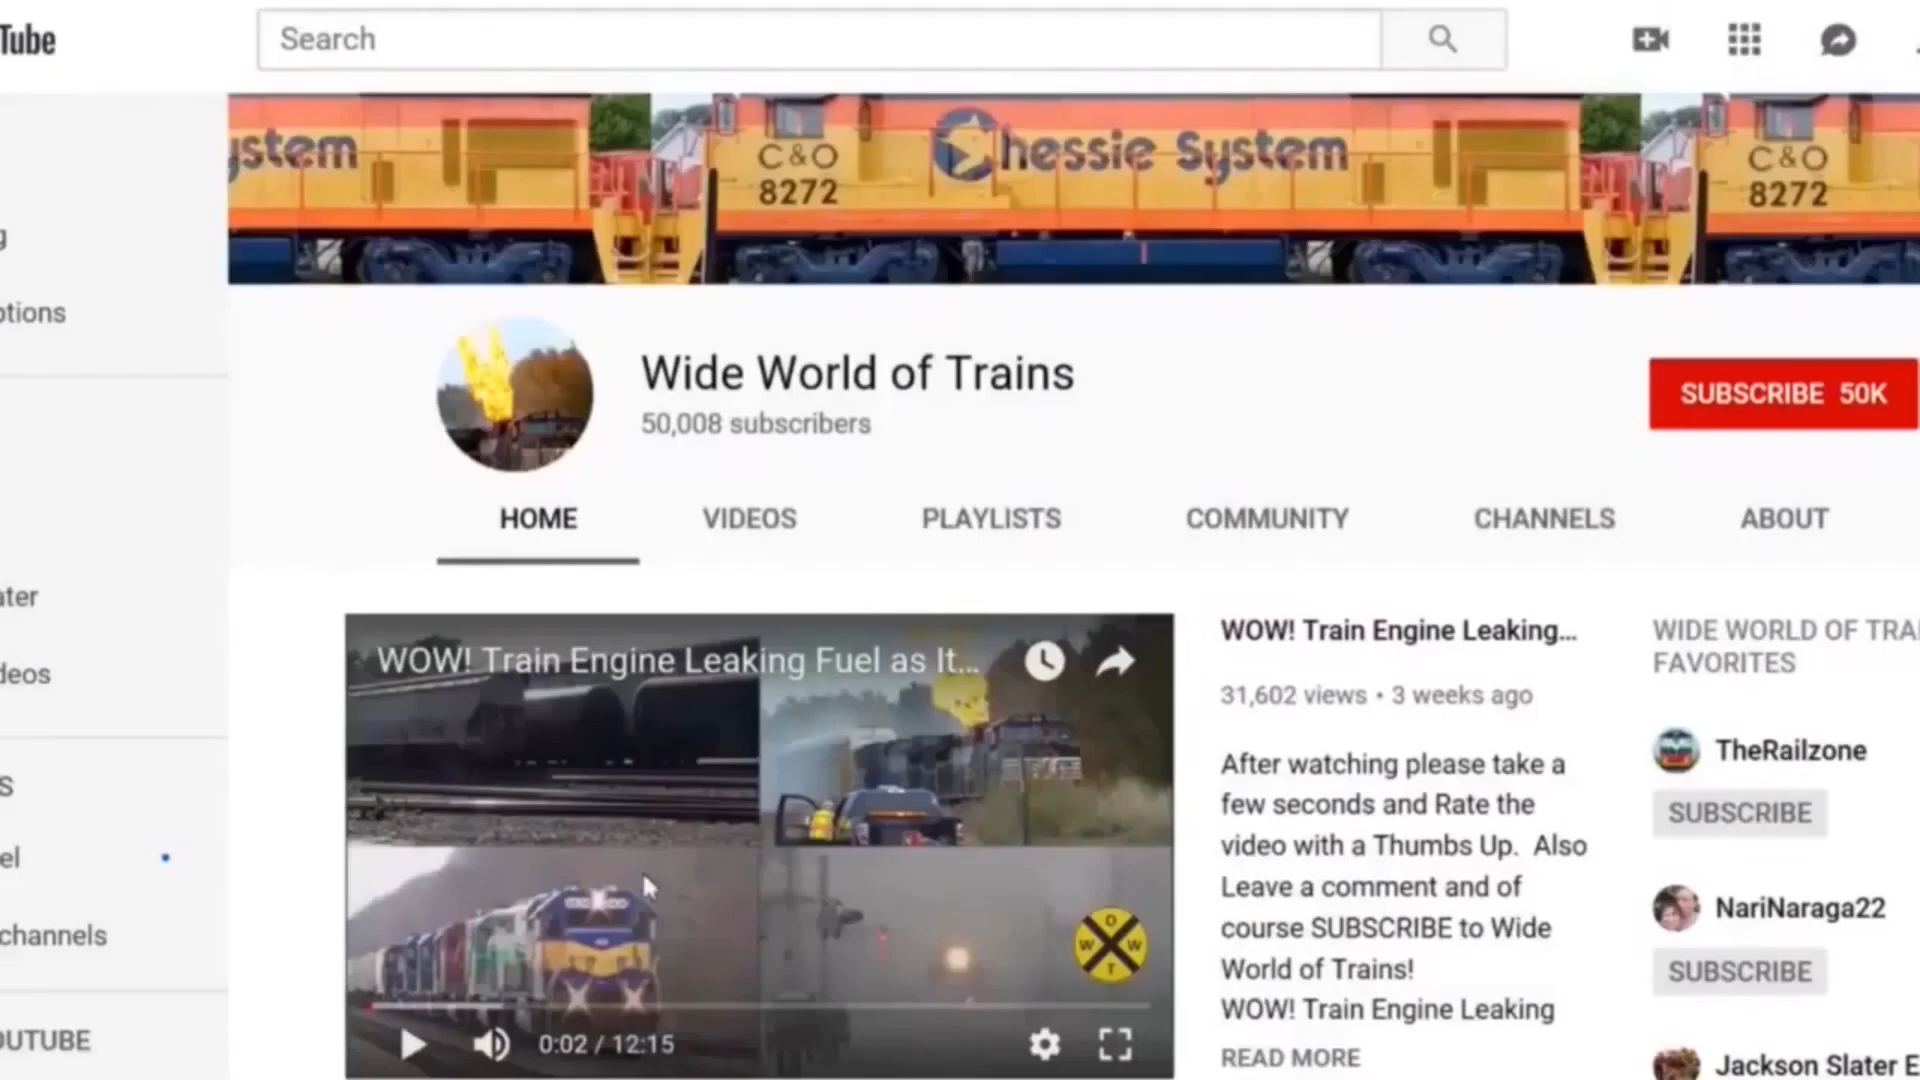 Tube
Search
ystem
C&O
8272
Chessie System
C&O
8272
g
ptions
Wide World of Trains
50,008 subscribers
SUBSCRIBE 50K
HOME
VIDEOS
PLAYLISTS
COMMUNITY
CHANNELS
ABOUT
ater
deos
S
el
channels
OUTUBE
WOW! Train Engine Leaking Fuel as It...
O
W W
T
0:02 / 12:15
WOW! Train Engine Leaking...
31,602 views • 3 weeks ago
After watching please take a
few seconds and Rate the
video with a Thumbs Up. Also
Leave a comment and of
course SUBSCRIBE to Wide
World of Trains!
WOW! Train Engine Leaking
READ MORE
WIDE WORLD OF TRAI
FAVORITES
TheRailzone
SUBSCRIBE
NariNaraga22
SUBSCRIBE
Jackson Slater E